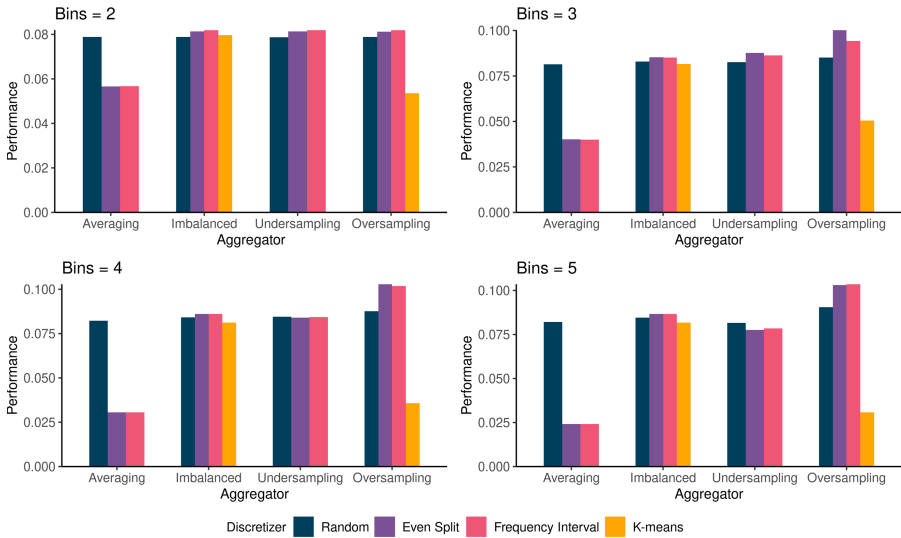 Bins = 2
0.08
0.06
0.04
0.02
0.00
Performance
Averaging Imbalanced Undersampling Oversampling
Aggregator
Bins = 3
0.100
0.075
0.050
0.025
0.000
Performance
Averaging Imbalanced Undersampling Oversampling
Aggregator
Bins = 4
0.100
0.075
0.050
0.025
0.000
Performance
Averaging Imbalanced Undersampling Oversampling
Aggregator
Bins = 5
0.100
0.075
0.050
0.025
0.000
Performance
Averaging Imbalanced Undersampling Oversampling
Aggregator
Discretizer Random Even Split Frequency Interval K-means